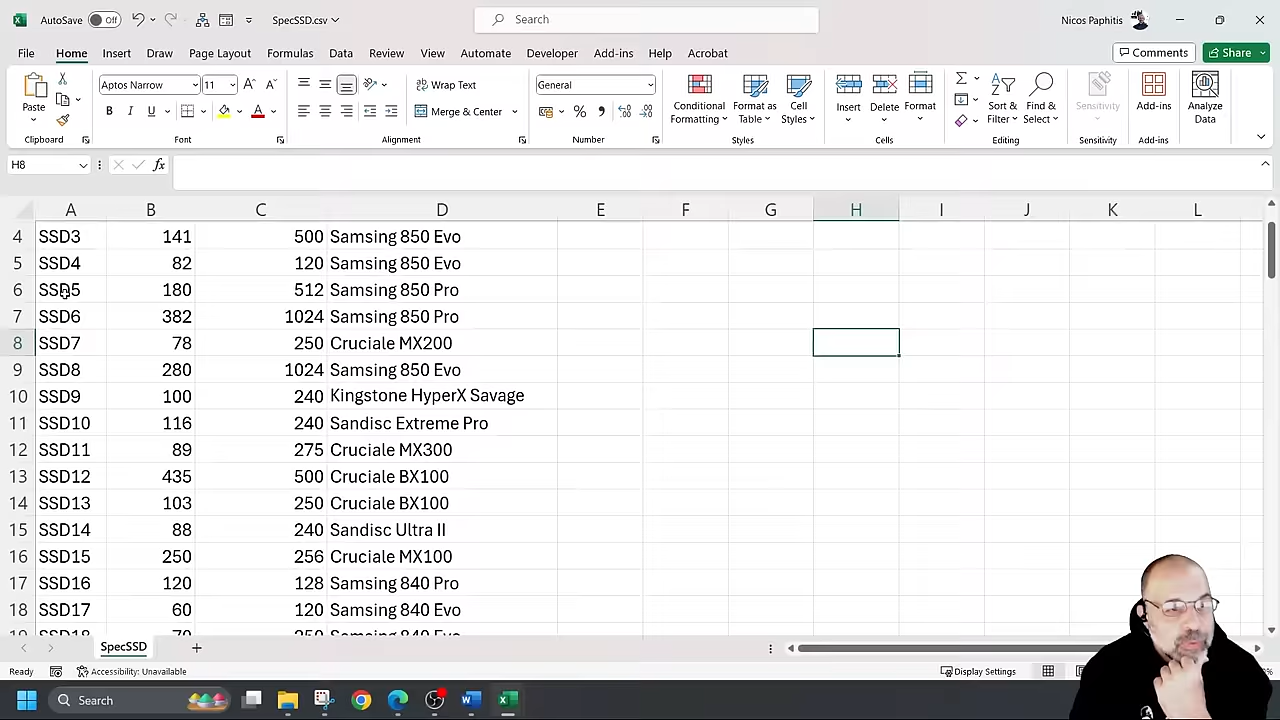 AutoSave Off SpecSSD.csv Search Nicos Paphitis
File Home Insert Draw Page Layout Formulas Data Review View Automate Developer Add-ins Help Acrobat Comments Share
Paste Aptos Narrow 11 Wrap Text General
B I U Merge & Center
Conditional Formatting Format as Table Cell Styles Insert Delete Format Sort & Filter Find & Select Sensitivity Add-ins Analyze Data
Clipboard Font Alignment Number Styles Cells Editing Sensitivity Add-ins
H8 fx
A B C D E F G H I J K L
4 SSD3 141 500 Samsing 850 Evo
5 SSD4 82 120 Samsing 850 Evo
6 SSD5 180 512 Samsing 850 Pro
7 SSD6 382 1024 Samsing 850 Pro
8 SSD7 78 250 Cruciale MX200
9 SSD8 280 1024 Samsing 850 Evo
10 SSD9 100 240 Kingstone HyperX Savage
11 SSD10 116 240 Sandisc Extreme Pro
12 SSD11 89 275 Cruciale MX300
13 SSD12 435 500 Cruciale BX100
14 SSD13 103 250 Cruciale BX100
15 SSD14 88 240 Sandisc Ultra II
16 SSD15 250 256 Cruciale MX100
17 SSD16 120 128 Samsing 840 Pro
18 SSD17 60 120 Samsing 840 Evo
SpecSSD
Ready Accessibility: Unavailable Display Settings
Search